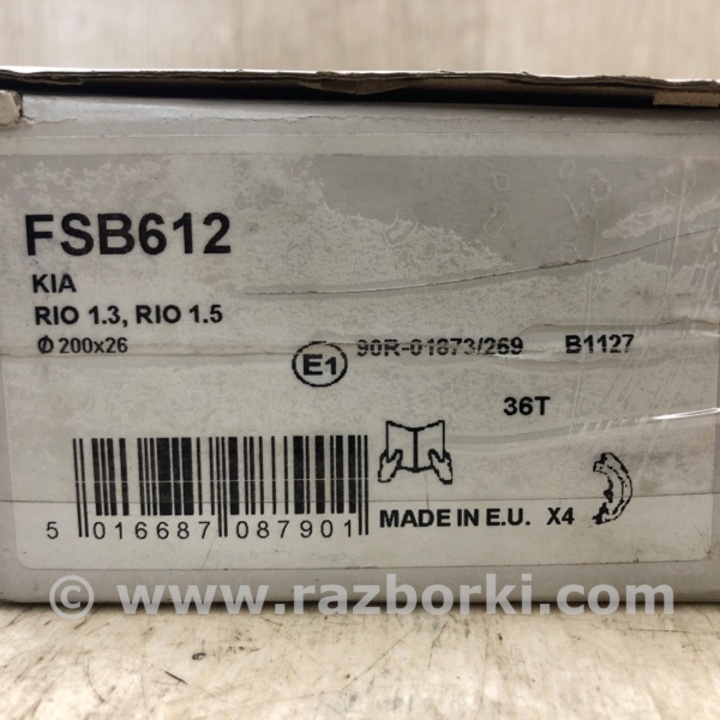 FSB612
KIA
RIO 1.3, RIO 1.5
Φ 200x26
E1 90R-01873/269 B1127
36T
5 016687 087901
MADE IN E.U. X4
© www.razborki.com